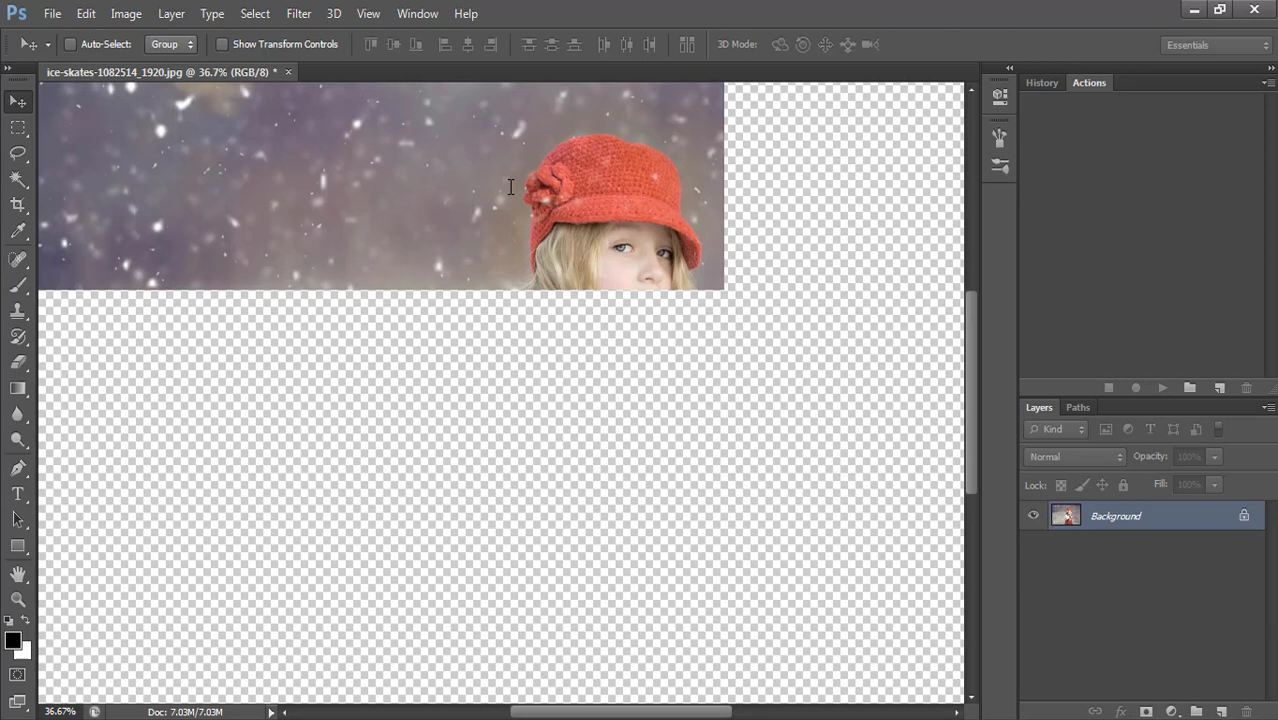 Ps File Edit Image Layer Type Select Filter 3D View Window Help
Auto-Select: Group Show Transform Controls 3D Mode: Essentials
ice-skates-1082514_1920.jpg @ 36.7% (RGB/8) *
History Actions
Layers Paths
Kind
Normal Opacity: 100%
Lock: Fill: 100%
Background
36.67% Doc: 7.03M/7.03M